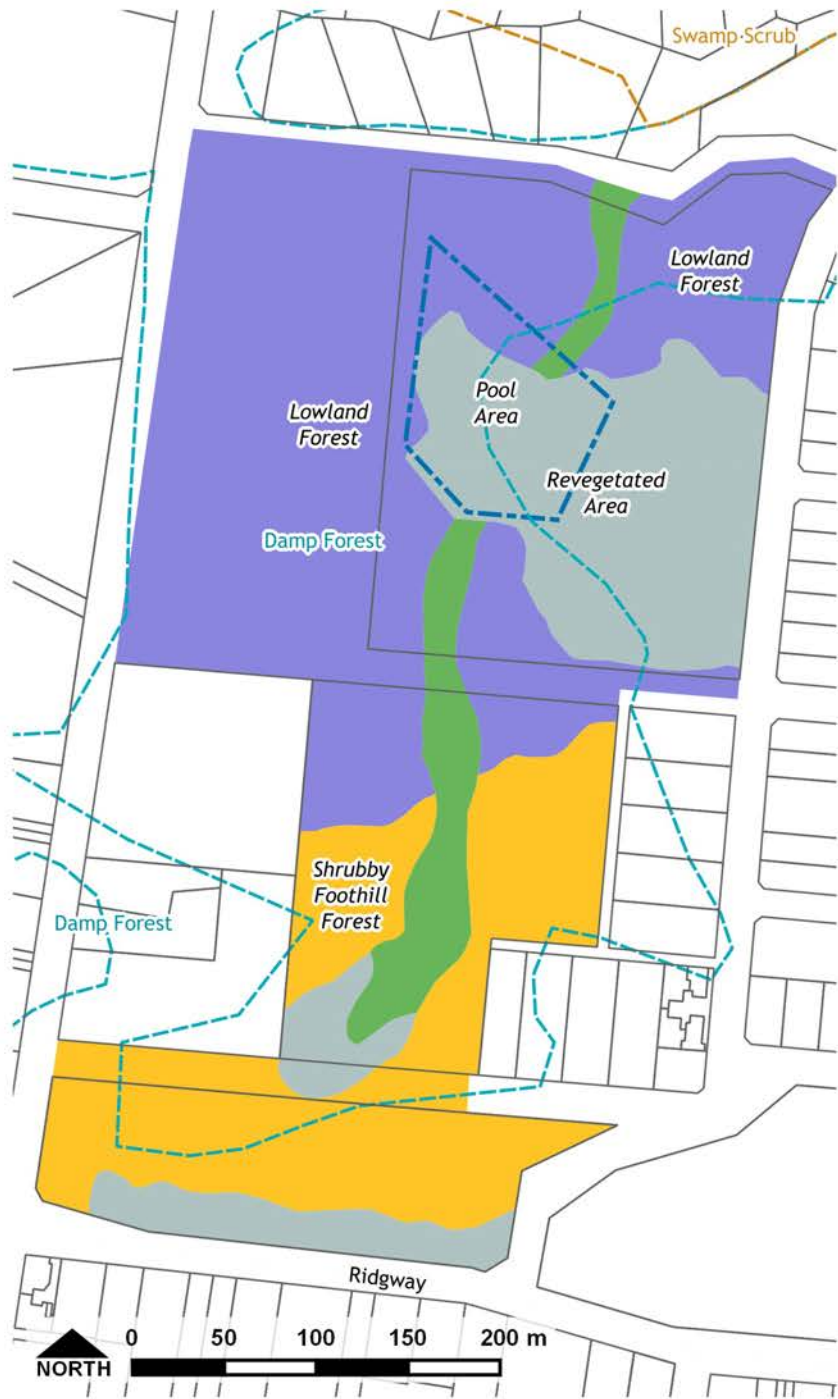 Swamp Scrub
Lowland
Forest
Pool
Area
Lowland
Forest
Revegetated
Area
Damp Forest
Shrubby
Foothill
Forest
Damp Forest
Ridgway
NORTH
0 50 100 150 200 m